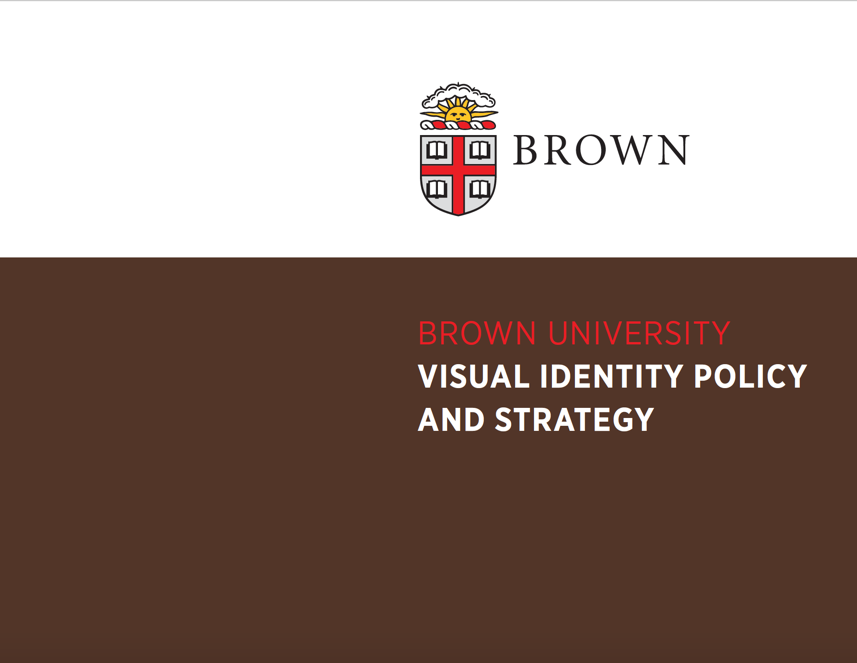 BROWN
BROWN UNIVERSITY
VISUAL IDENTITY POLICY
AND STRATEGY